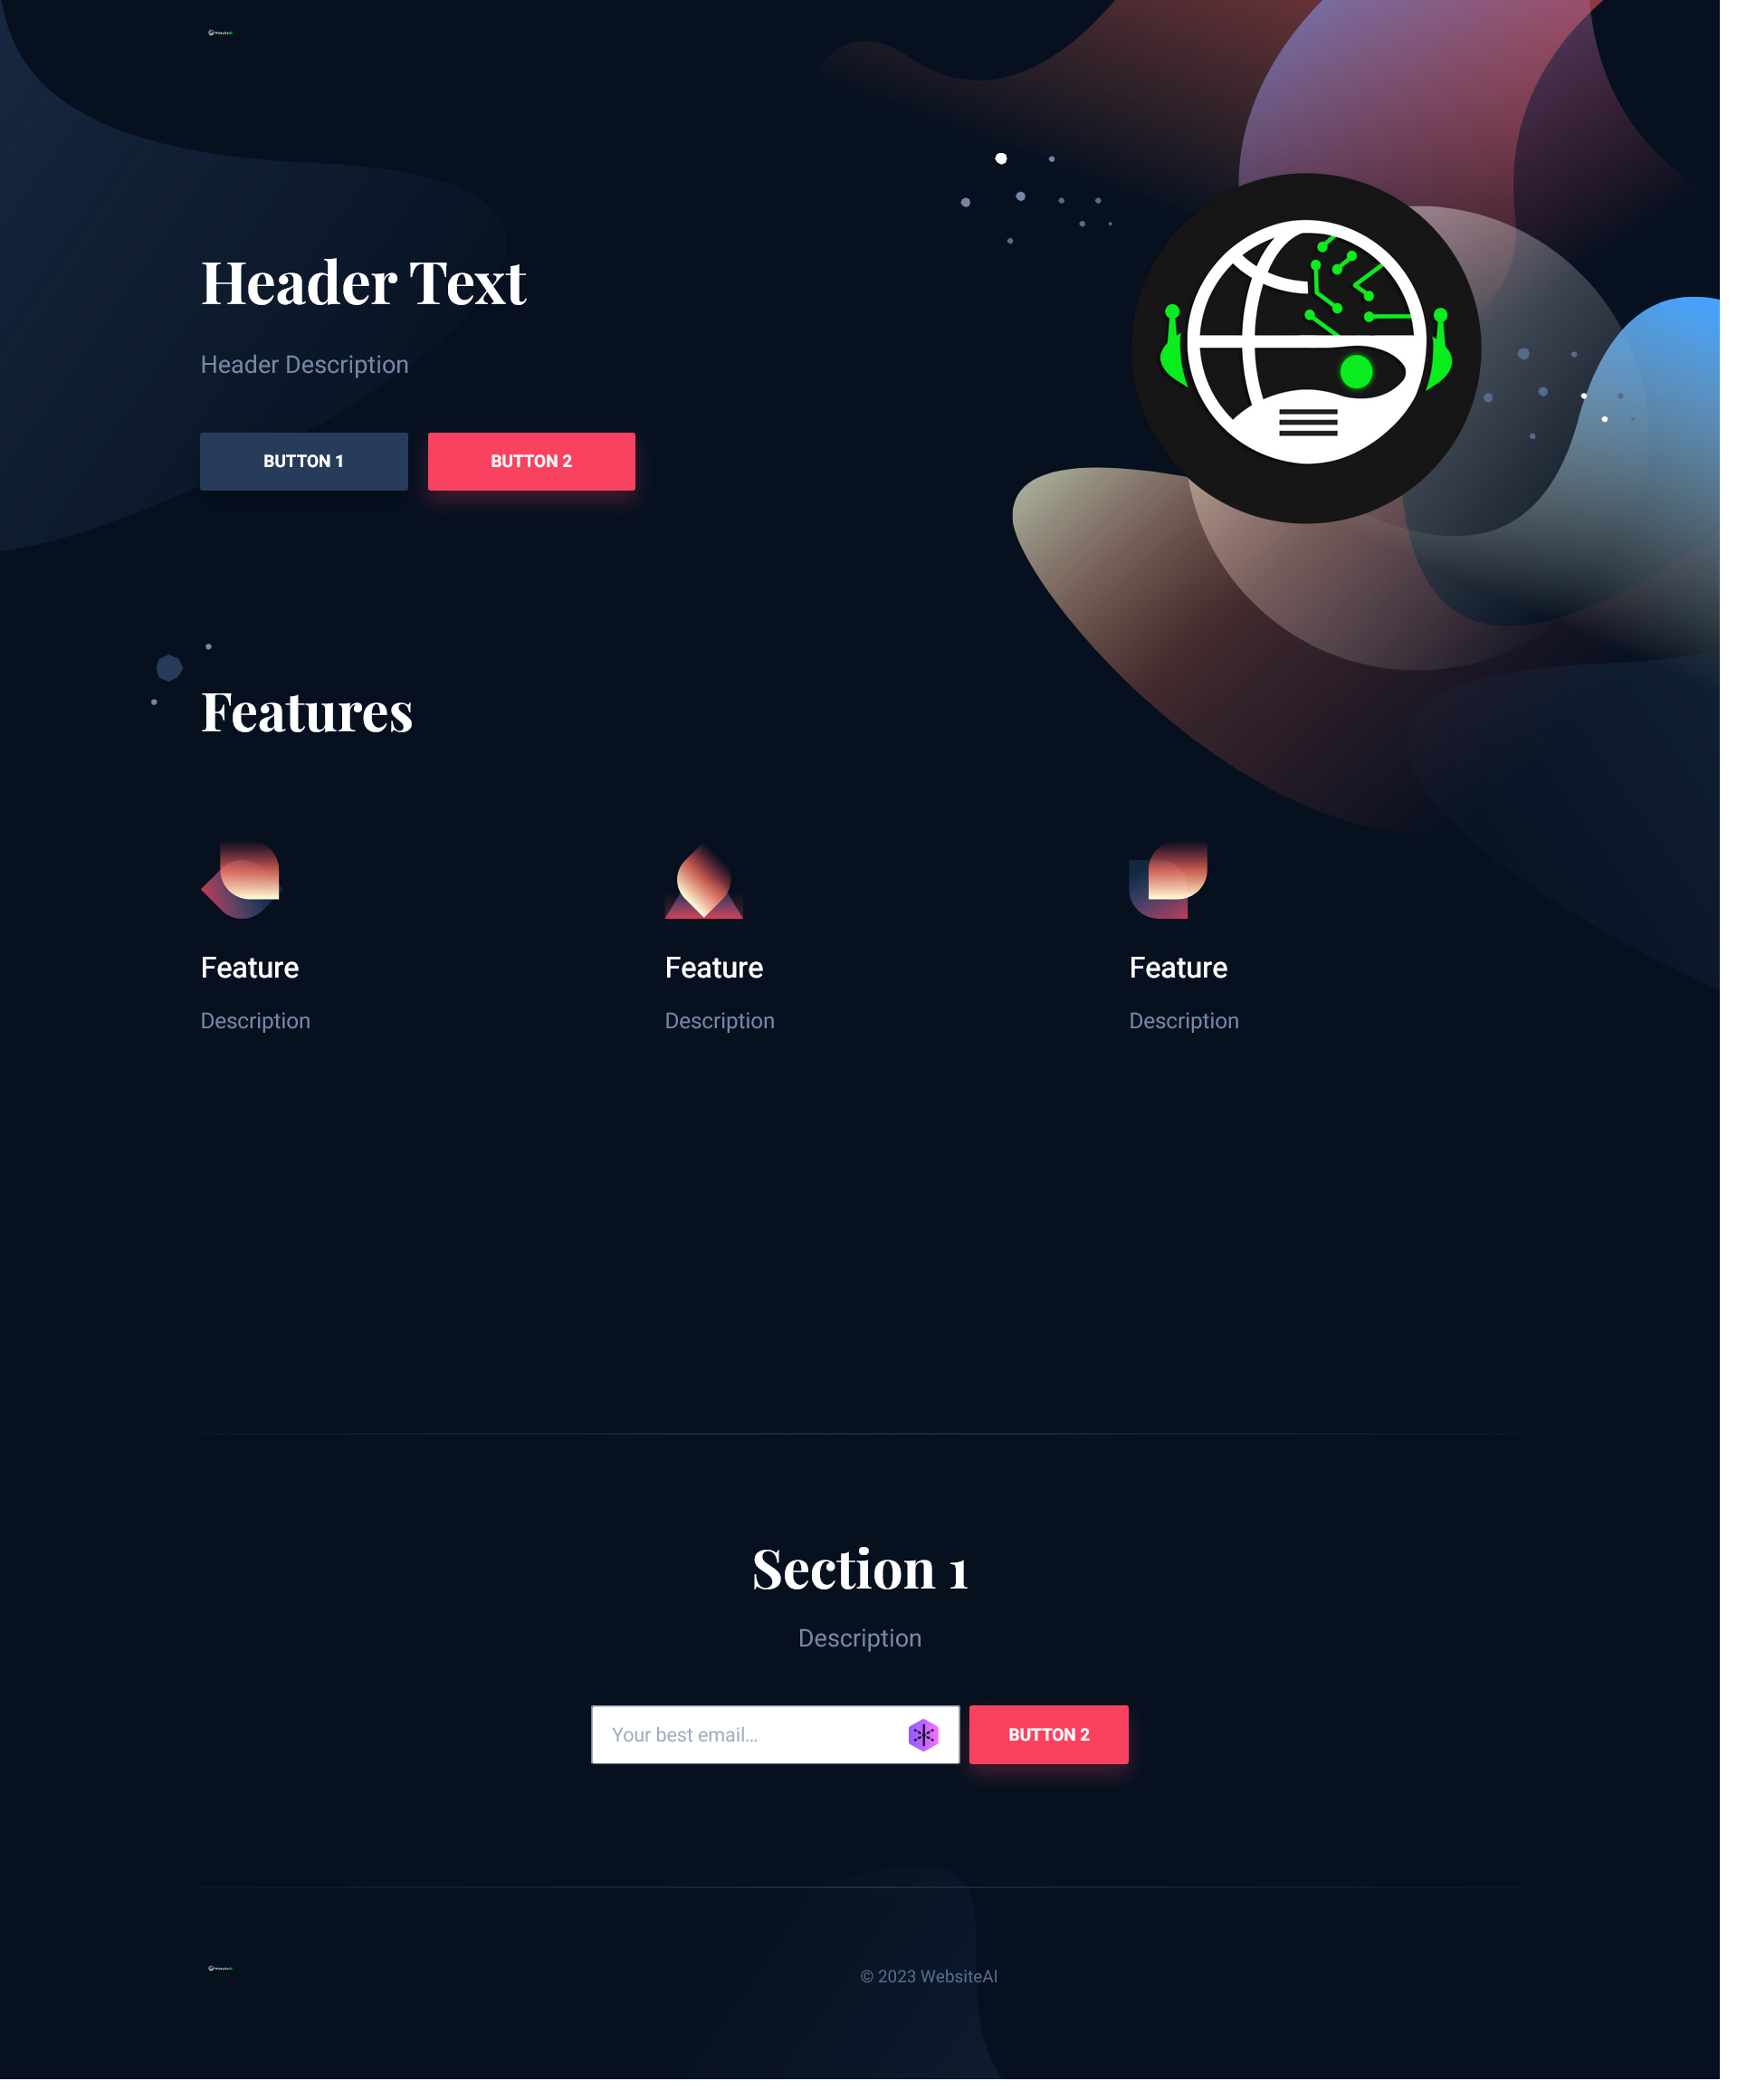 Header Text
Header Description
BUTTON 1
BUTTON 2
Features
Feature
Description
Feature
Description
Feature
Description
Section 1
Description
Your best email...
BUTTON 2
© 2023 WebsiteAI